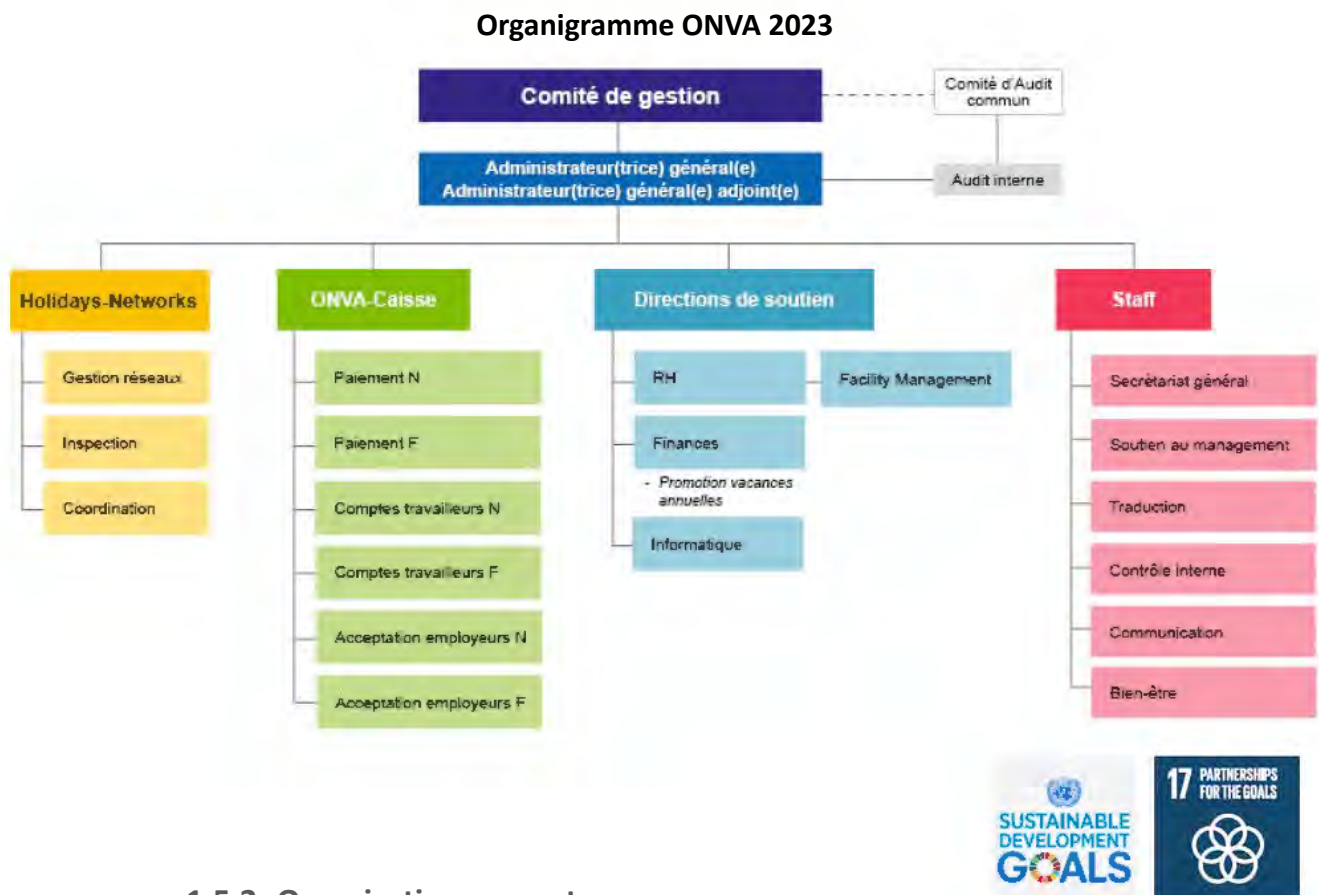 Organigramme ONVA 2023
Comité de gestion
Comité d'Audit
commun
Administrateur(trice) général(e)
Administrateur(trice) général(e) adjoint(e)
Audit interne
Holidays-Networks
ONVA-Caisse
Directions de soutien
Staff
Gestion réseaux
Inspection
Coordination
Paiement N
Paiement F
Comptes travailleurs N
Comptes travailleurs F
Acceptation employeurs N
Acceptation employeurs F
RH
Facility Management
Finances
- Promotion vacances
annuelles
Informatique
Secrétariat général
Soutien au management
Traduction
Contrôle interne
Communication
Bien-être
SUSTAINABLE
DEVELOPMENT
GOALS
17 PARTNERSHIPS
FOR THE GOALS